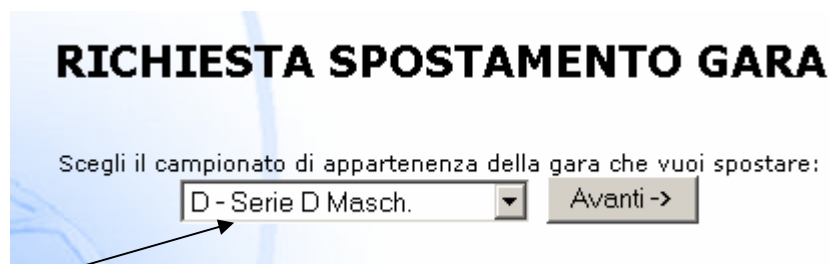 RICHIESTA SPOSTAMENTO GARA
Scegli il campionato di appartenenza della gara che vuoi spostare:
D - Serie D Masch. Avanti ->